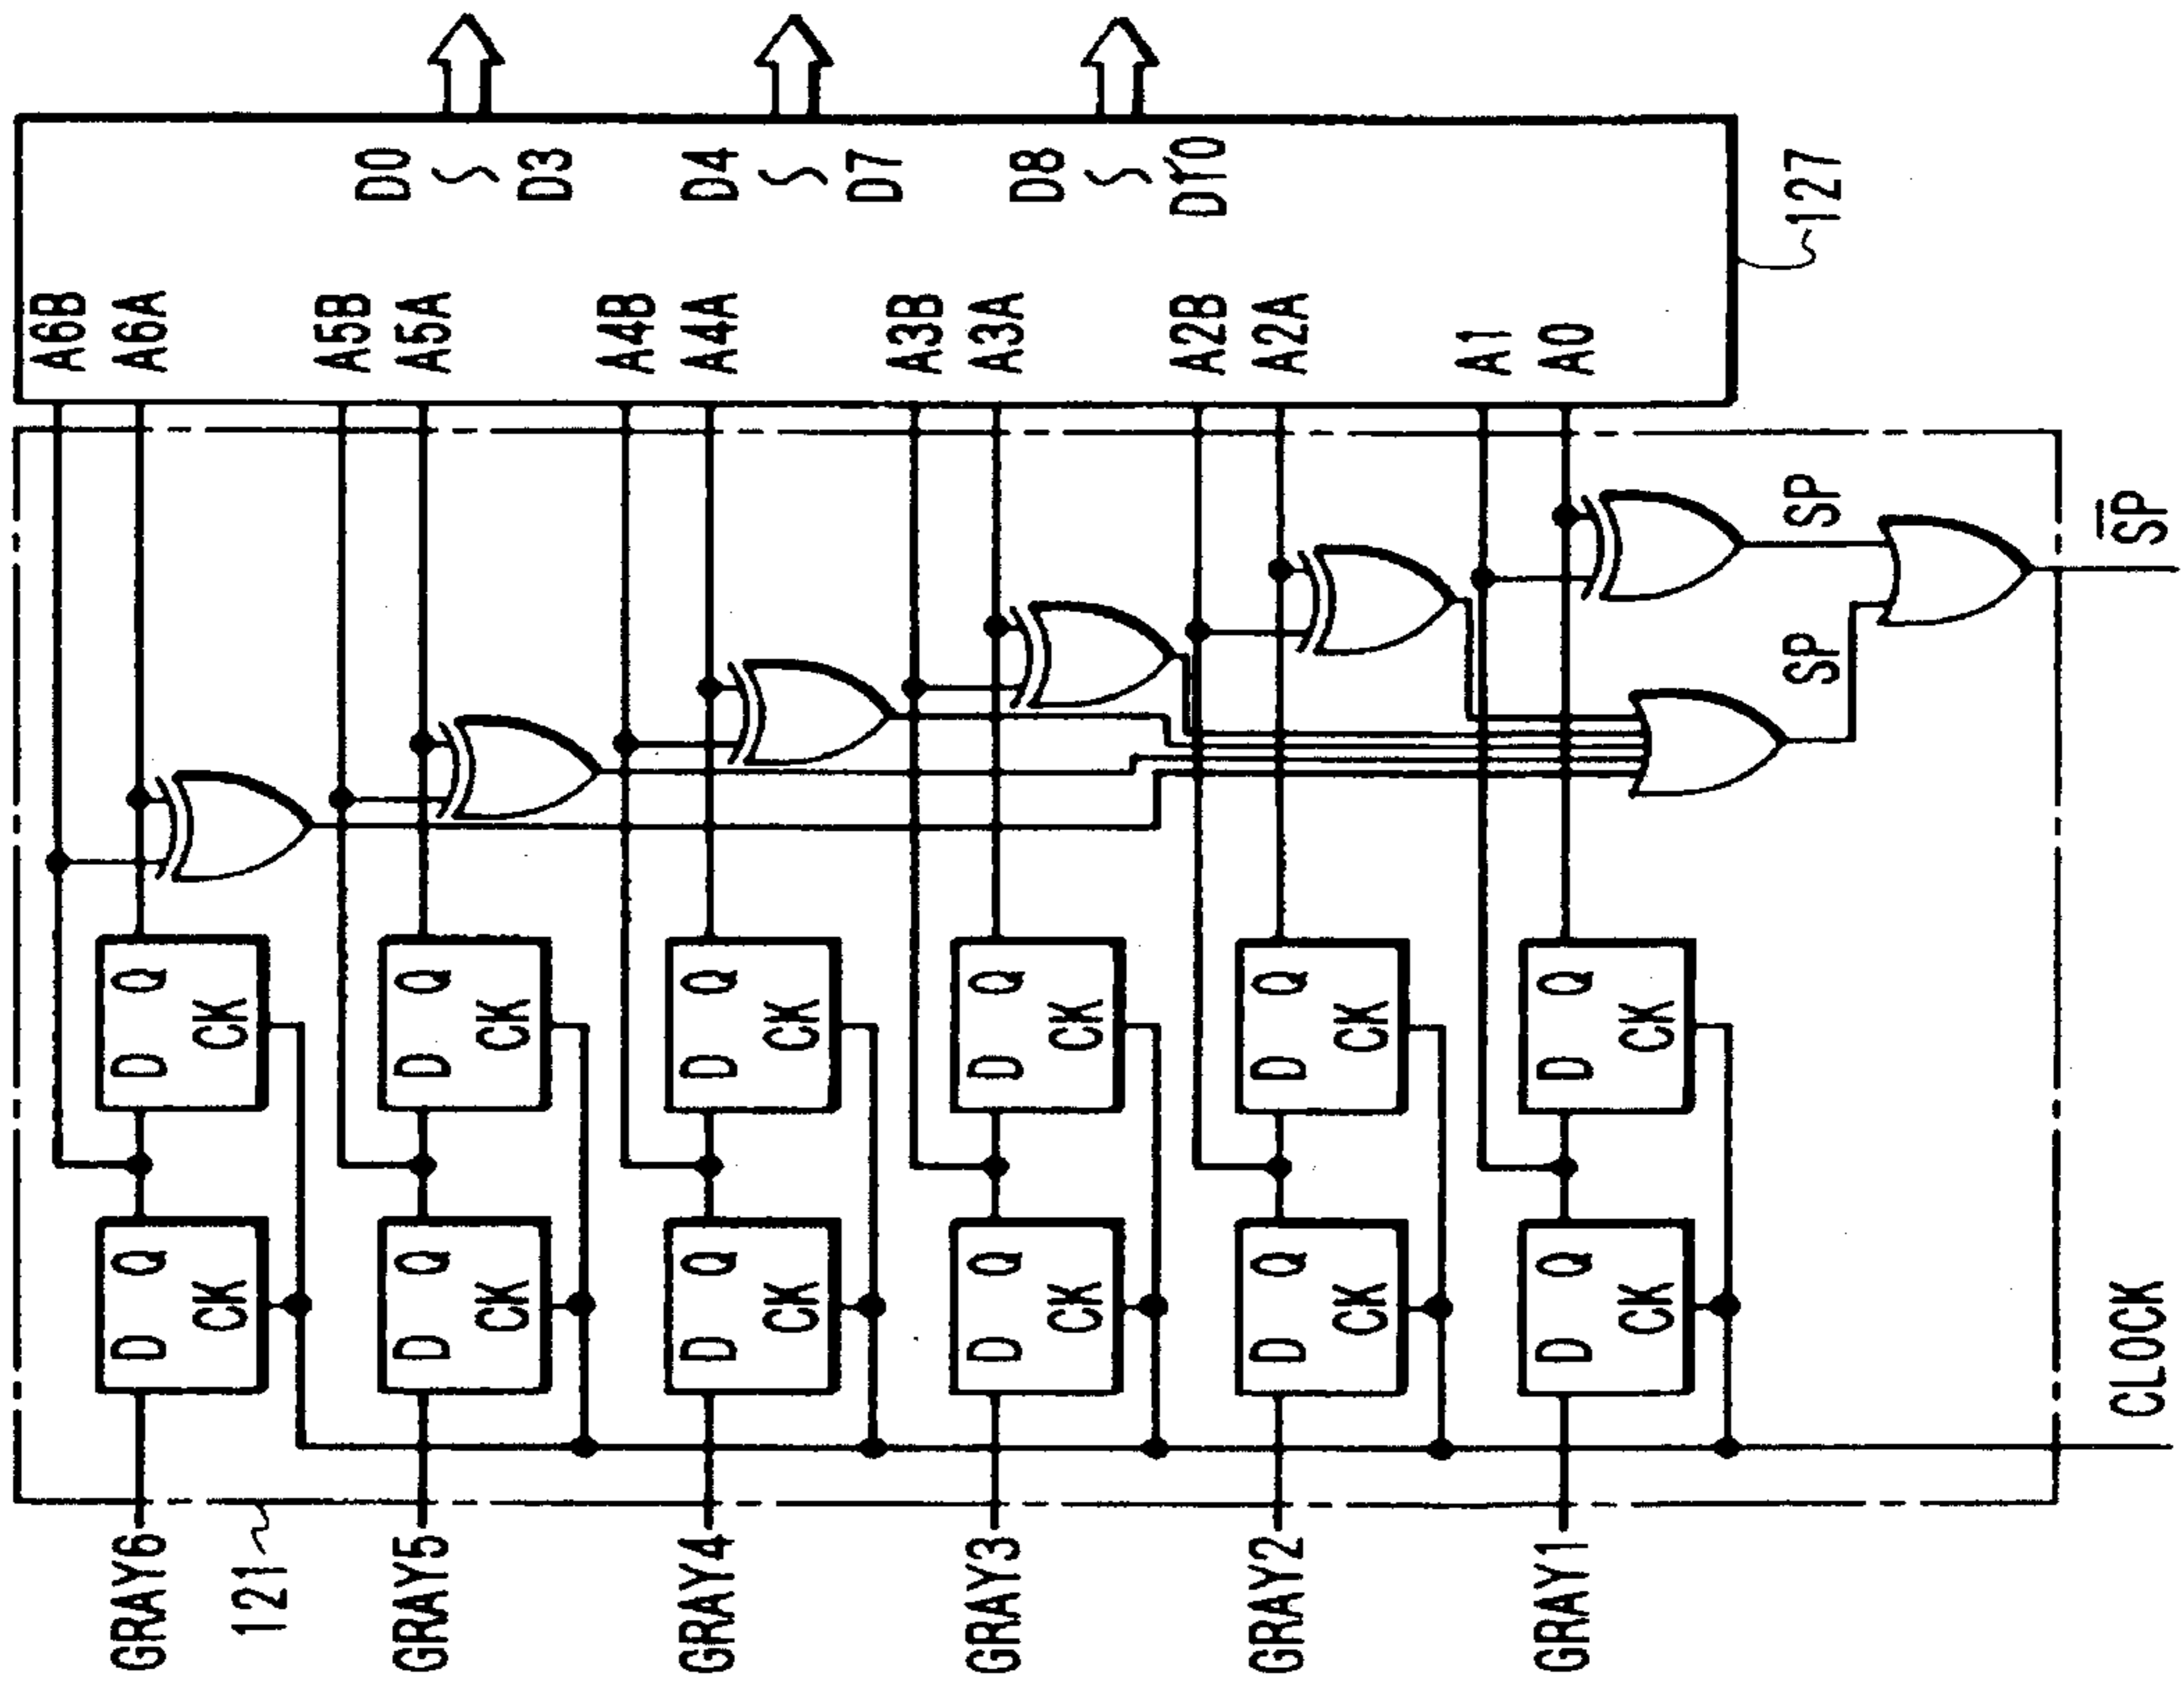 A6B
GRAY6 D Q D Q A6A
CK CK
121
A5B
D0
GRAY5 D Q D Q A5A
~
CK CK
D3
A4B
GRAY4 D Q D Q A4A D4
CK CK
~
D7
A3B
GRAY3 D Q D Q A3A
D8
CK CK
~
A2B D10
GRAY2 D Q D Q A2A
CK CK
A1
GRAY1 D Q D Q A0
CK CK
SP SP 127
CLOCK S̅P̅